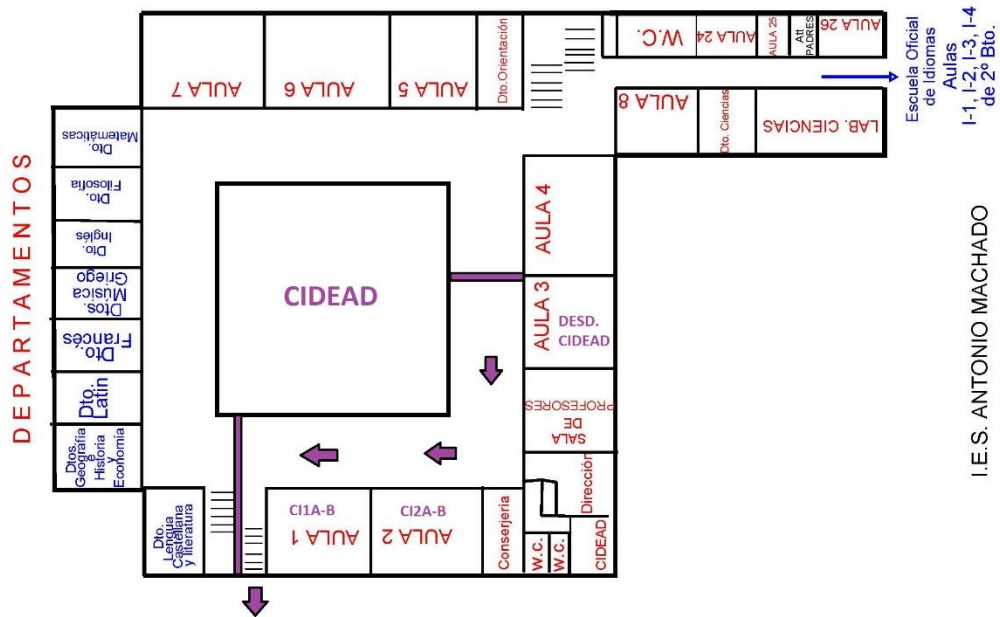 AULA 7
AULA 6
AULA 5
Dto.Orientación
W.C.
AULA 24
AULA 25
Att
PADRES
AULA 26
Escuela Oficial
de Idiomas
Aulas
I-1, I-2, I-3, I-4
de 2º Bto.
AULA 8
Dto. Ciencias
LAB. CIENCIAS
DEPARTAMENTOS
Dto.
Matemáticas
Dto.
Filosofía
Dto.
Inglés
Dtos.
Música
Griego
Dto.
Francés
Dto.
Latin
Dtos.
Geografía
e
Historia
y
Economía
Dto.
Lengua
Castellana
y literatura
CIDEAD
AULA 4
AULA 3
DESD.
CIDEAD
SALA
DE
PROFESORES
Dirección
CIDEAD
W.C.
W.C.
Conserjería
CI1A-B
AULA 1
CI2A-B
AULA 2
I.E.S. ANTONIO MACHADO